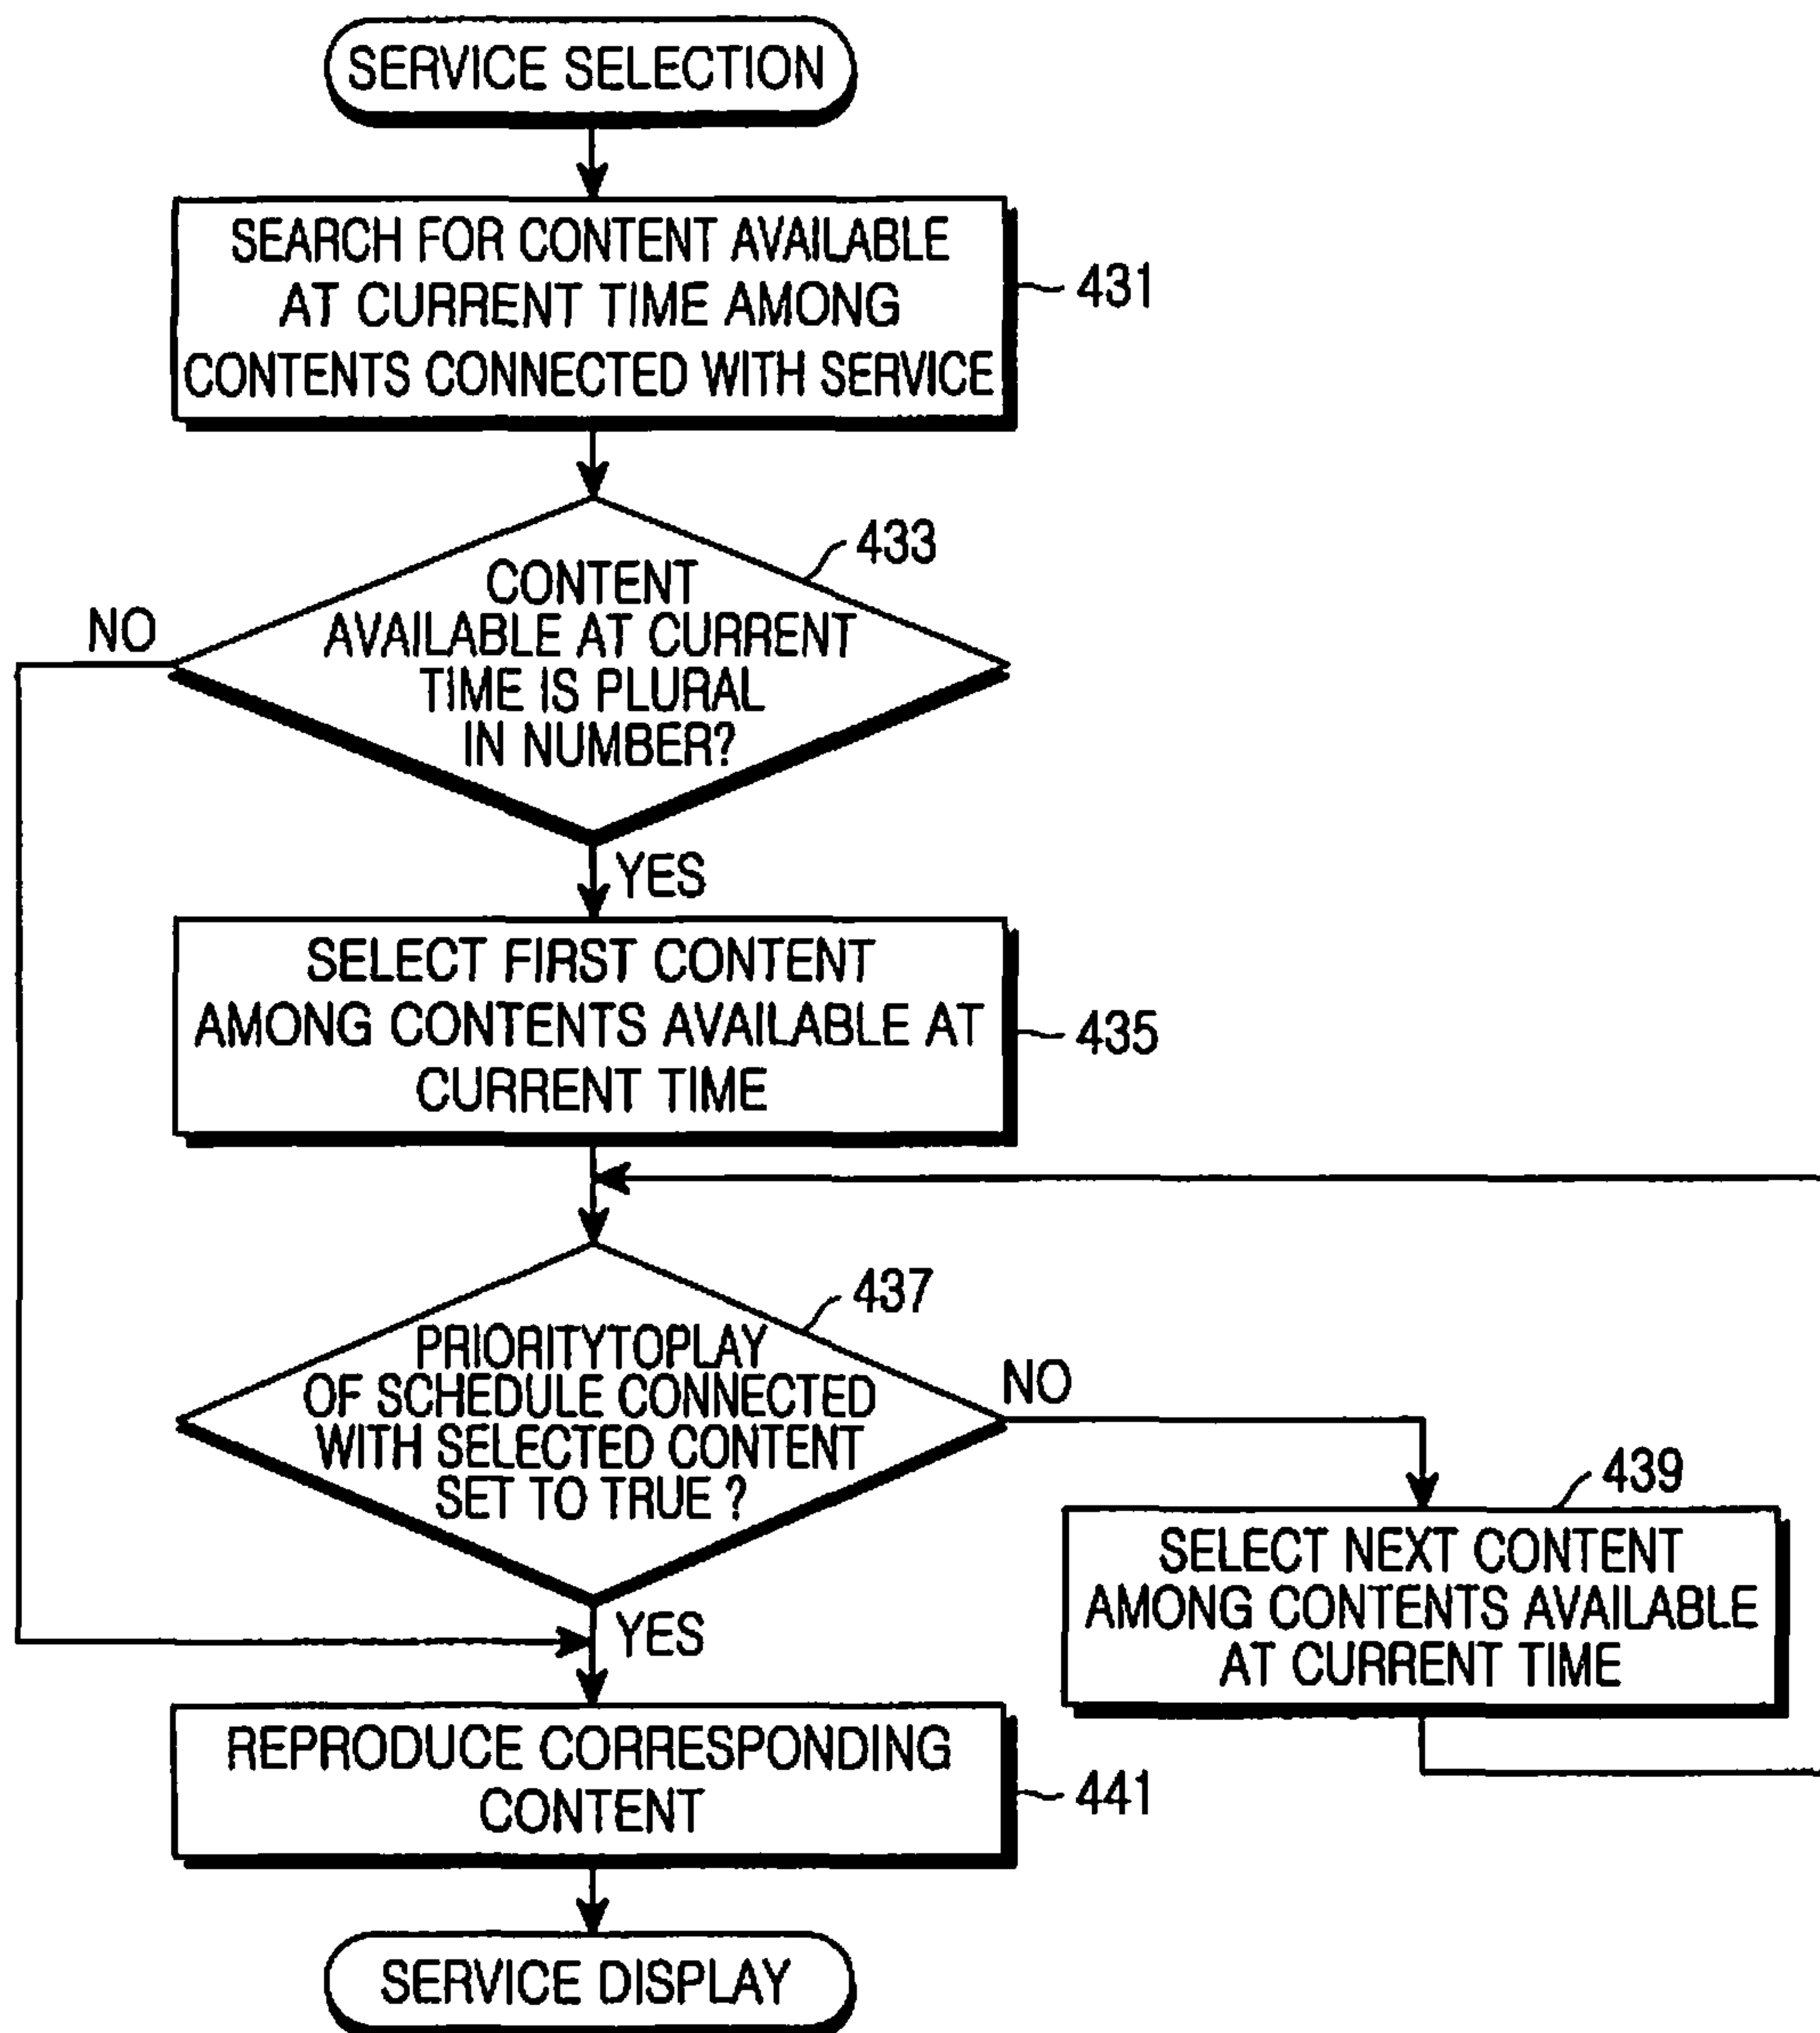 SERVICE SELECTION
SEARCH FOR CONTENT AVAILABLE
AT CURRENT TIME AMONG
CONTENTS CONNECTED WITH SERVICE
431
433
CONTENT
AVAILABLE AT CURRENT
TIME IS PLURAL
IN NUMBER?
NO
YES
SELECT FIRST CONTENT
AMONG CONTENTS AVAILABLE AT
CURRENT TIME
435
437
PRIORITYTOPLAY
OF SCHEDULE CONNECTED
WITH SELECTED CONTENT
SET TO TRUE ?
NO
439
SELECT NEXT CONTENT
AMONG CONTENTS AVAILABLE
AT CURRENT TIME
YES
REPRODUCE CORRESPONDING
CONTENT
441
SERVICE DISPLAY